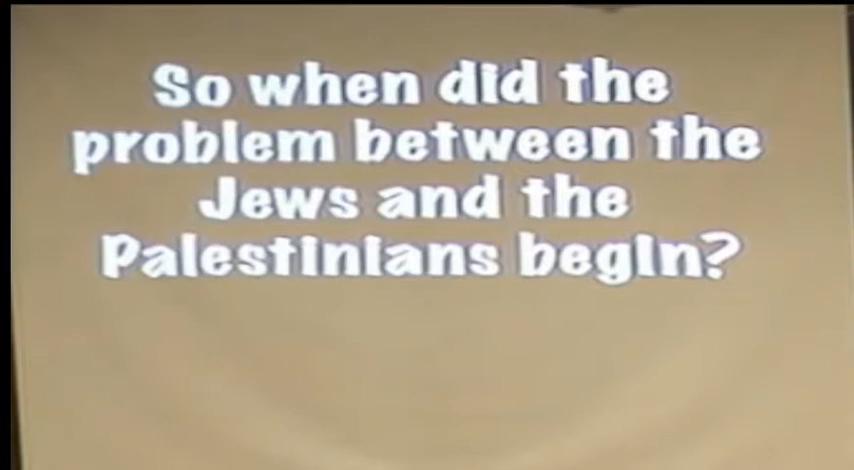 So when did the
problem between the
Jews and the
Palestinians begin?